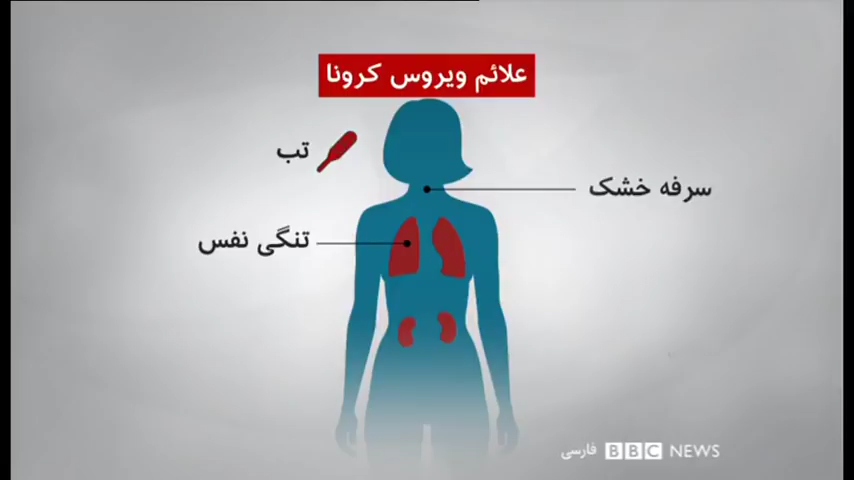 علائم ویروس کرونا
تب
سرفه خشک
تنگی نفس
BBC NEWS فارسی